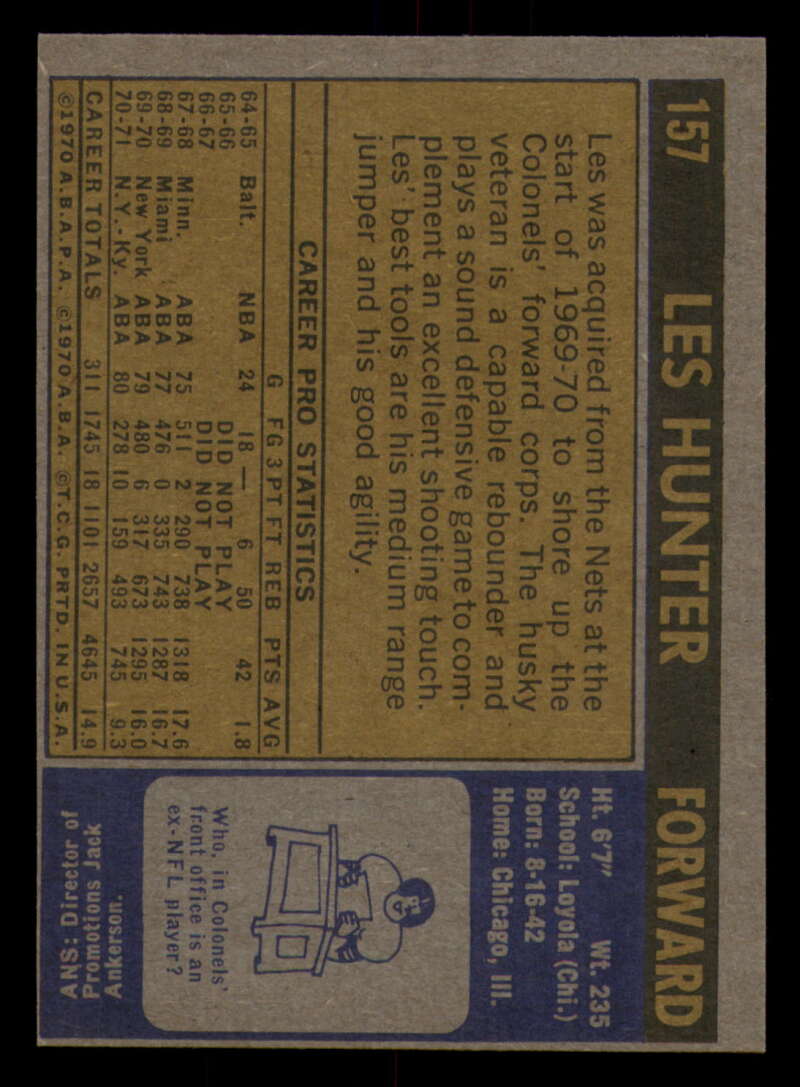 157 LES HUNTER FORWARD
Les was acquired from the Nets at the
start of 1969-70 to shore up the
Colonels' forward corps. The husky
veteran is a capable rebounder and
plays a sound defensive game to com-
plement an excellent shooting touch.
Les' best tools are his medium range
jumper and his good agility.
CAREER PRO STATISTICS
G FG 3PT FT REB PTS AVG
64-65 Balt. NBA 24 18 — 6 50 42 1.8
65-66 DID NOT PLAY
66-67 DID NOT PLAY
67-68 Minn. ABA 75 511 2 290 738 1318 17.6
68-69 Miami ABA 77 476 0 335 743 1287 16.7
69-70 New York ABA 79 480 6 317 673 1295 16.0
70-71 N.Y.-Ky. ABA 80 278 10 159 493 745 9.3
CAREER TOTALS 311 1745 18 1101 2657 4645 14.9
©1970 A.B.A.P.A. ©1970 A.B.A. ©T.C.G. PRTD. IN U.S.A.
Ht. 6'7" Wt. 235
School: Loyola (Chi.)
Born: 8-16-42
Home: Chicago, Ill.
Who, in Colonels'
front office is an
ex-NFL player?
ANS: Director of
Promotions Jack
Ankerson.